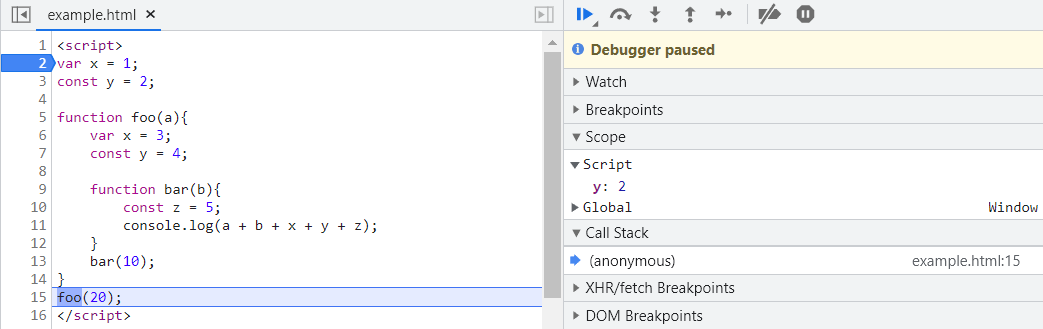 example.html ×
1 <script>
2 var x = 1;
3 const y = 2;
4
5 function foo(a){
6     var x = 3;
7     const y = 4;
8
9     function bar(b){
10         const z = 5;
11         console.log(a + b + x + y + z);
12     }
13     bar(10);
14 }
15 foo(20);
16 </script>
Debugger paused
Watch
Breakpoints
Scope
Script
y: 2
Global Window
Call Stack
(anonymous) example.html:15
XHR/fetch Breakpoints
DOM Breakpoints